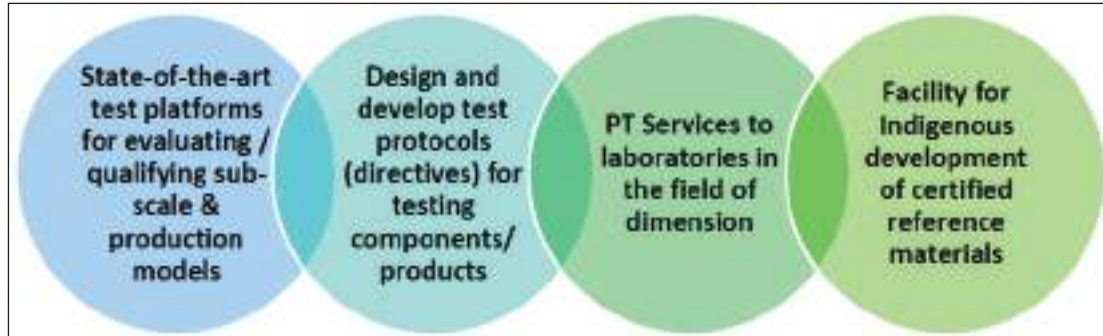 State-of-the-art
test platforms
for evaluating /
qualifying sub-
scale &
production
models
Design and
develop test
protocols
(directives) for
testing
components/
products
PT Services to
laboratories in
the field of
dimension
Facility for
Indigenous
development
of certified
reference
materials